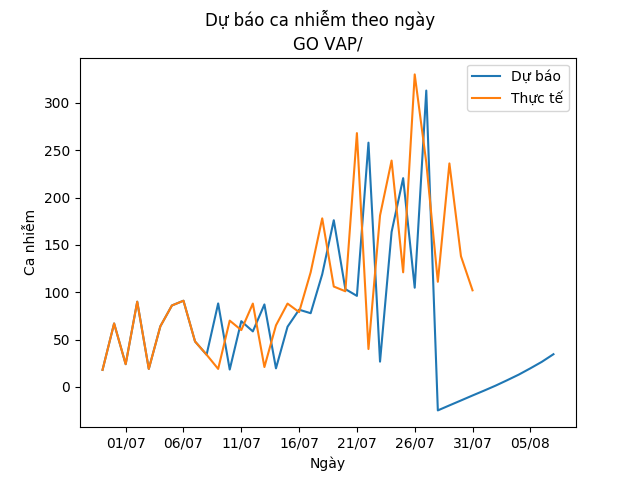 Dự báo ca nhiễm theo ngày
GO VAP/
Dự báo
Thực tế
300
250
200
150
100
50
0
Ca nhiễm
01/07 06/07 11/07 16/07 21/07 26/07 31/07 05/08
Ngày